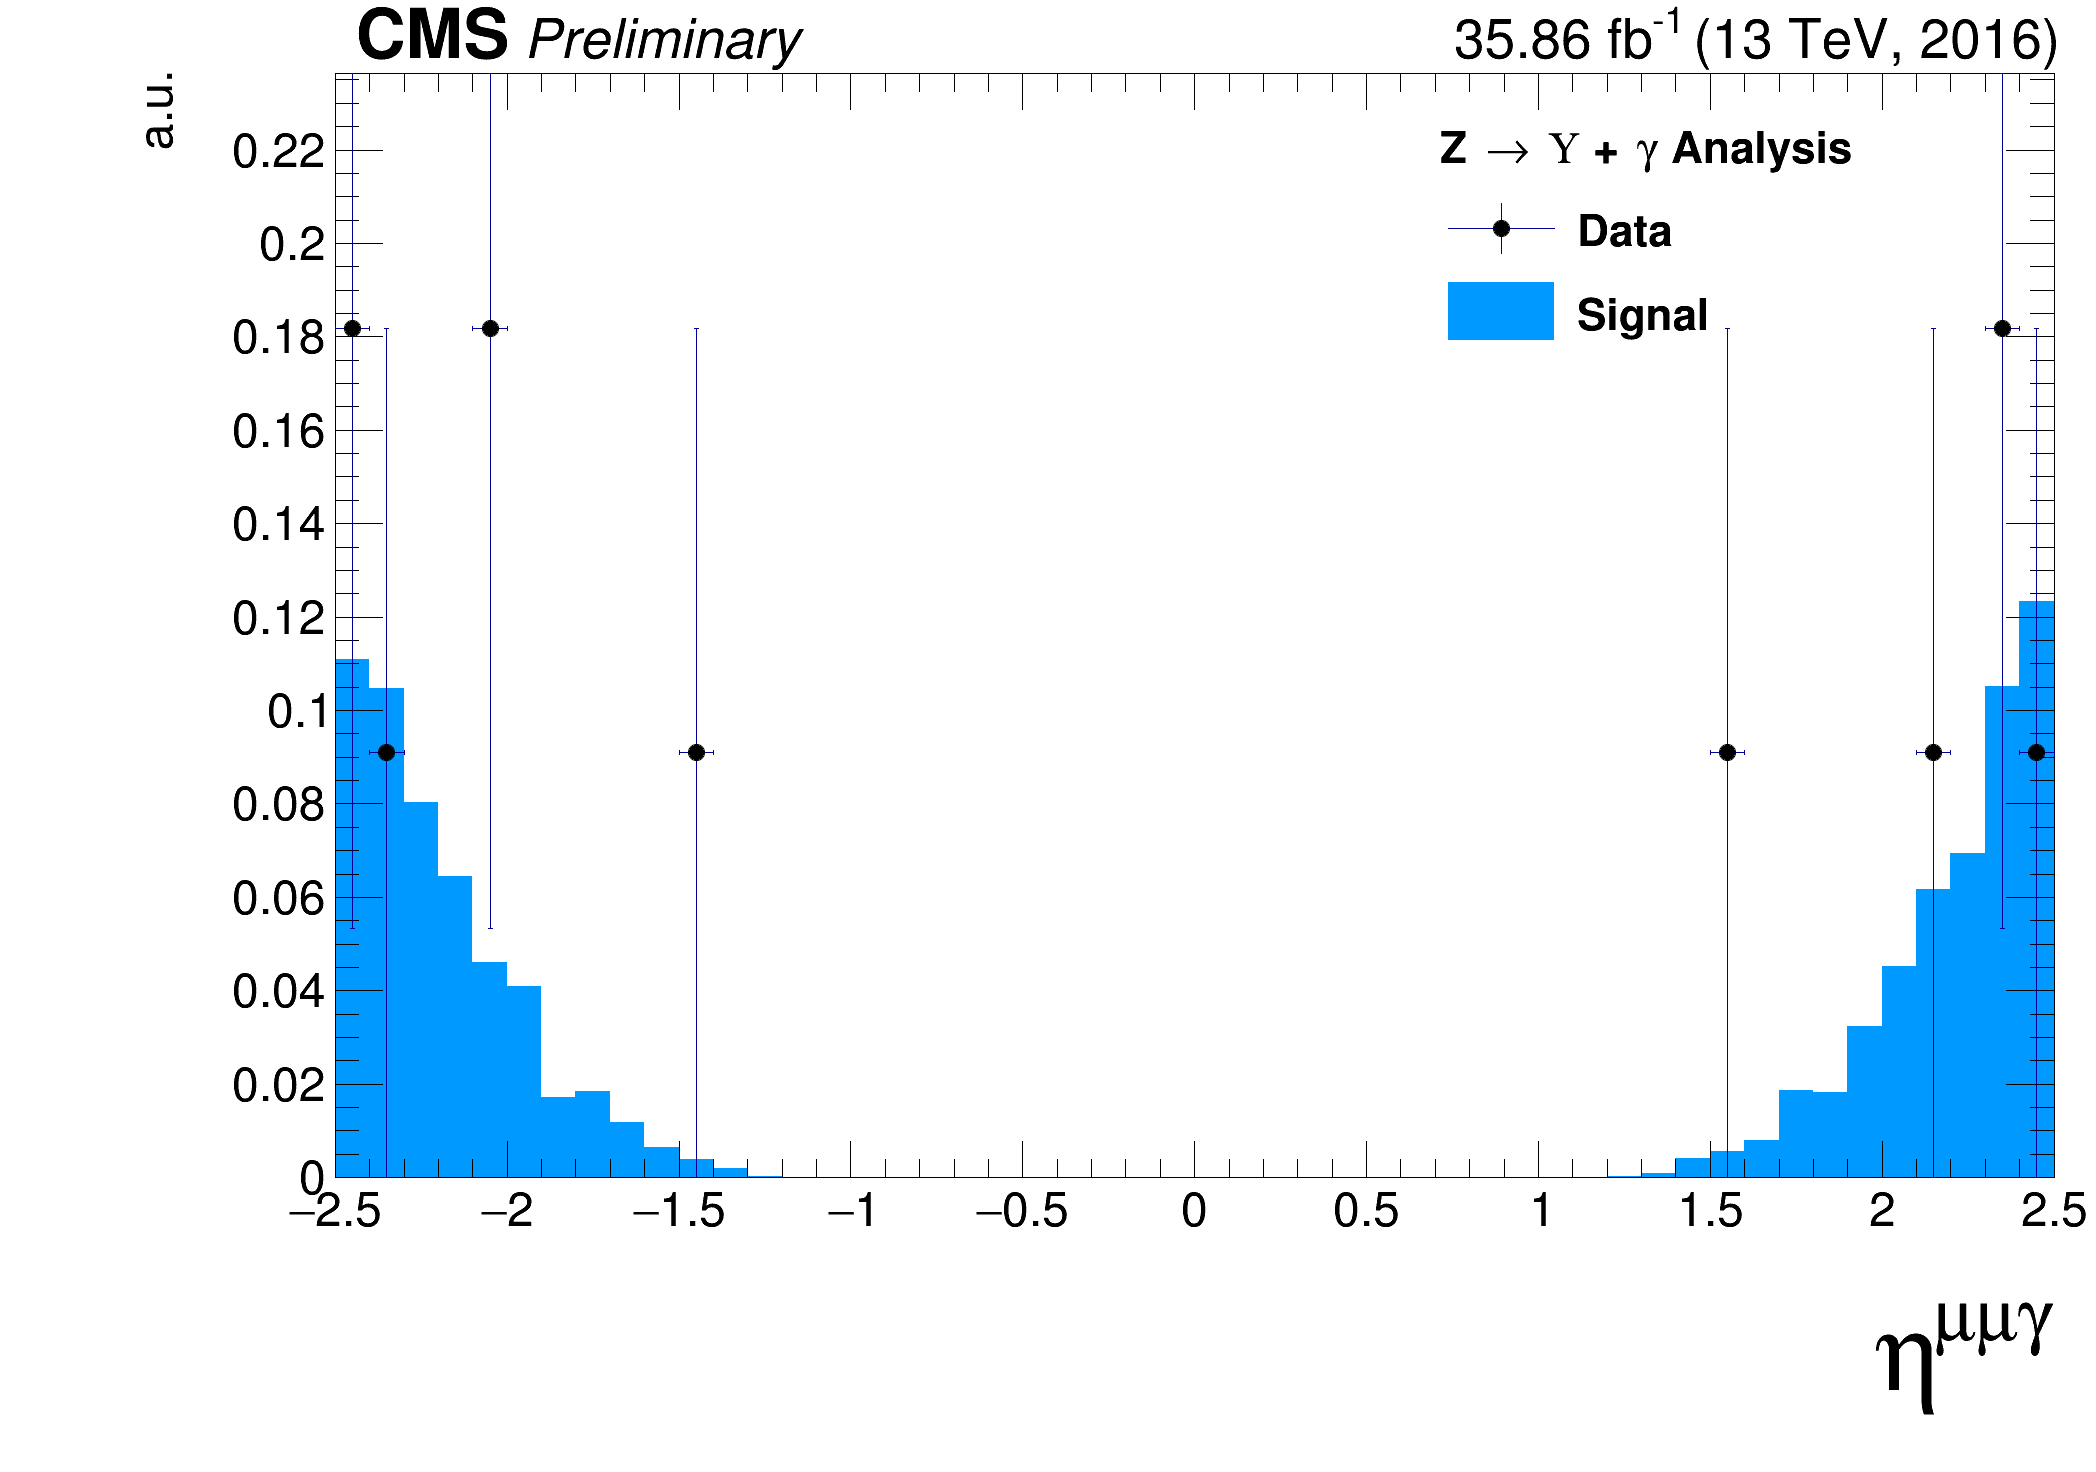 CMS Preliminary 35.86 fb⁻¹ (13 TeV, 2016)
a.u.
Z → Υ + γ Analysis
Data
Signal
0.22
0.2
0.18
0.16
0.14
0.12
0.1
0.08
0.06
0.04
0.02
0
−2.5 −2 −1.5 −1 −0.5 0 0.5 1 1.5 2 2.5
η^μμγ